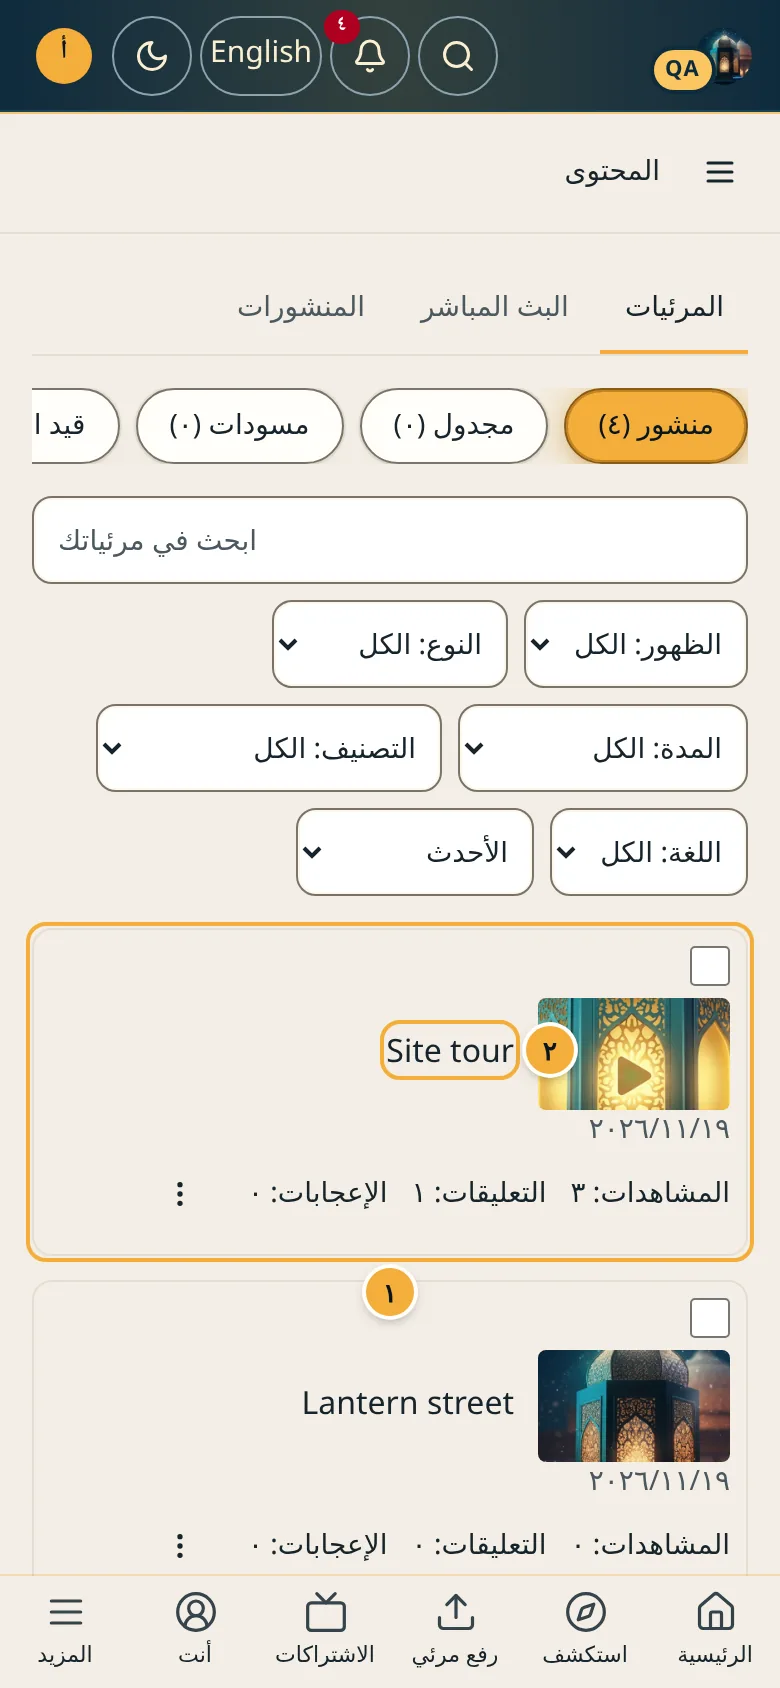 QA
٤
English
أ
المحتوى
المرئيات
البث المباشر
المنشورات
منشور (٤)
مجدول (٠)
مسودات (٠)
قيد ا
ابحث في مرئياتك
الظهور: الكل
النوع: الكل
المدة: الكل
التصنيف: الكل
اللغة: الكل
الأحدث
٢
Site tour
٢٠٢٦/١١/١٩
المشاهدات: ٣ التعليقات: ١ الإعجابات: ٠
١
Lantern street
٢٠٢٦/١١/١٩
المشاهدات: ٠ التعليقات: ٠ الإعجابات: ٠
الرئيسية
استكشف
رفع مرئي
الاشتراكات
أنت
المزيد